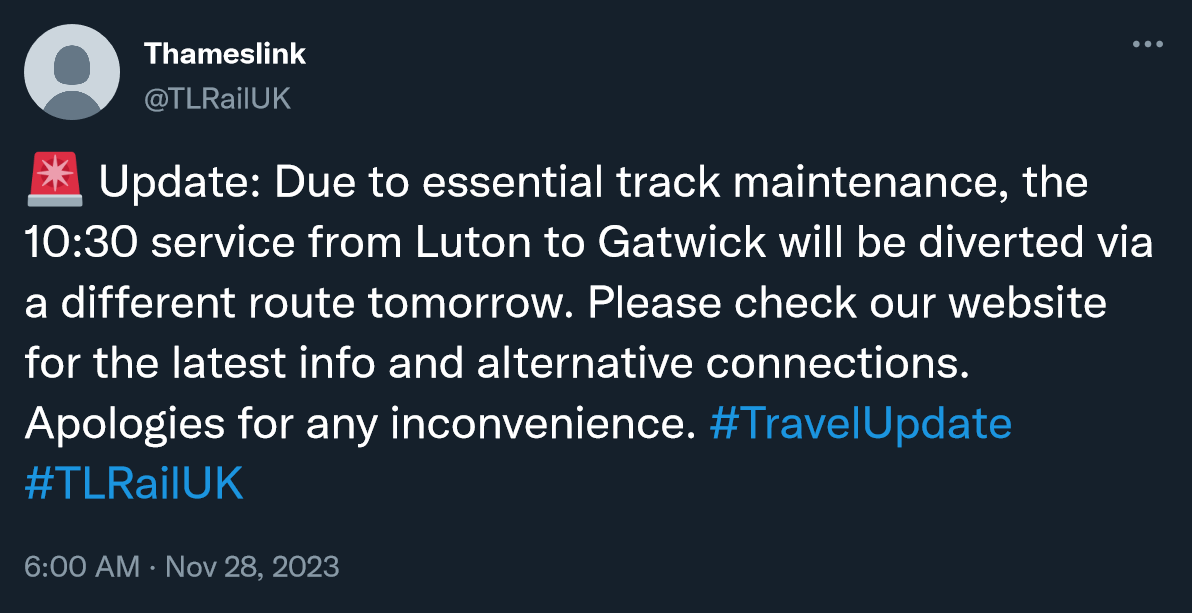 Thameslink
@TLRailUK
🚨 Update: Due to essential track maintenance, the
10:30 service from Luton to Gatwick will be diverted via
a different route tomorrow. Please check our website
for the latest info and alternative connections.
Apologies for any inconvenience. #TravelUpdate
#TLRailUK
6:00 AM · Nov 28, 2023